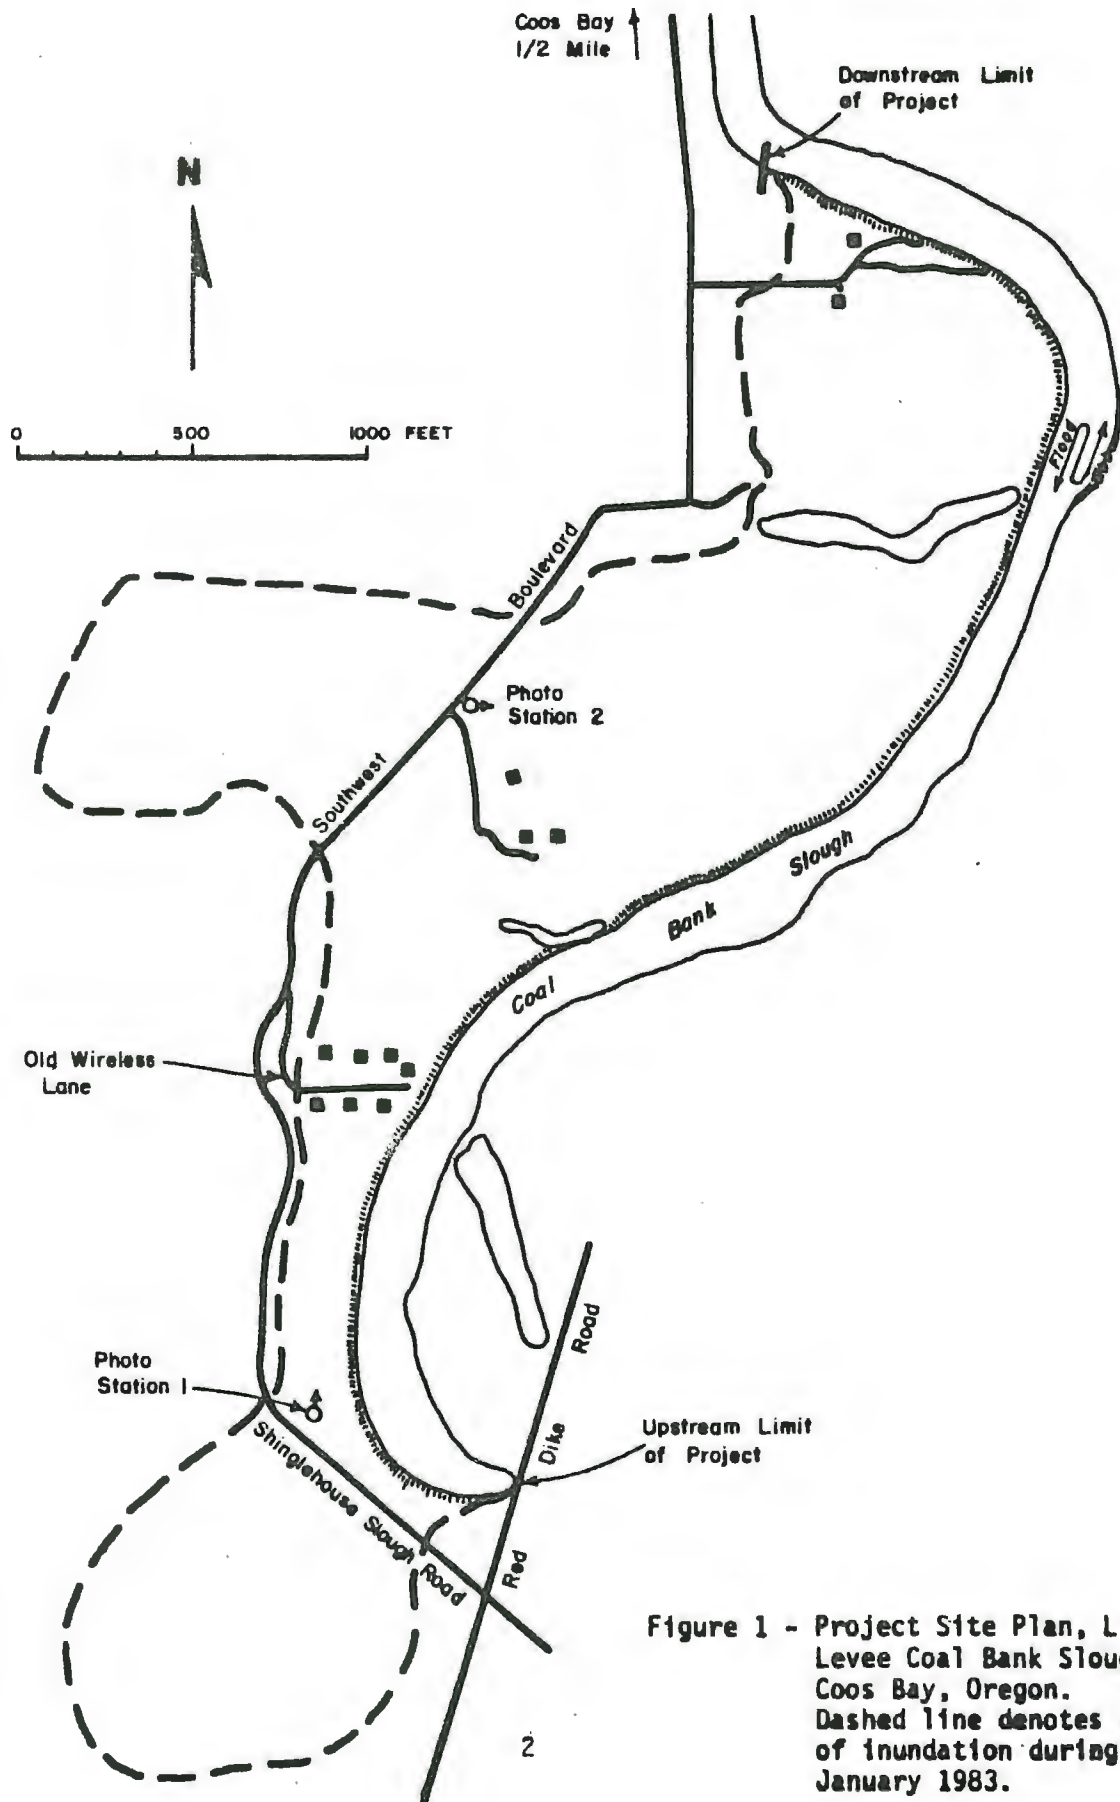 Coos Bay
1/2 Mile
Downstream Limit
of Project
N
0 500 1000 FEET
Flood
Boulevard
Photo
Station 2
Southwest
Slough
Bank
Coal
Old Wireless
Lane
Road
Photo
Station 1
Upstream Limit
of Project
Dike
Shinglehouse Slough Road
Red
Figure 1 - Project Site Plan, L
Levee Coal Bank Slou
Coos Bay, Oregon.
Dashed line denotes
of inundation during
January 1983.
2